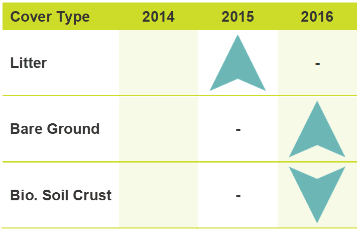 Cover Type 2014 2015 2016
Litter -
Bare Ground -
Bio. Soil Crust -